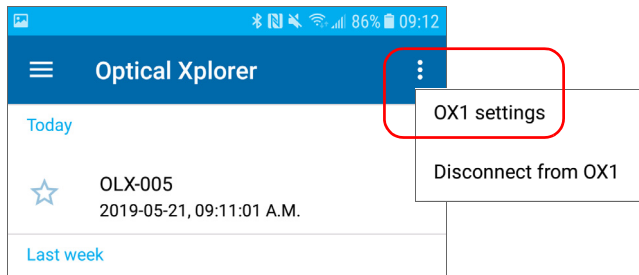 86% 09:12
Optical Xplorer
OX1 settings
Today
Disconnect from OX1
OLX-005
2019-05-21, 09:11:01 A.M.
Last week